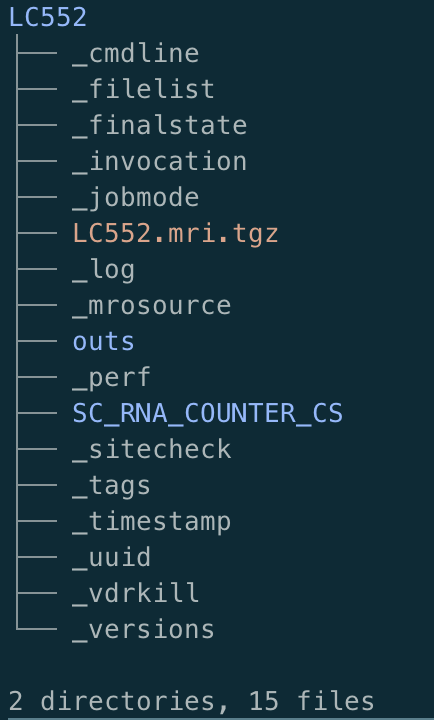 LC552
├── _cmdline
├── _filelist
├── _finalstate
├── _invocation
├── _jobmode
├── LC552.mri.tgz
├── _log
├── _mrosource
├── outs
├── _perf
├── SC_RNA_COUNTER_CS
├── _sitecheck
├── _tags
├── _timestamp
├── _uuid
├── _vdrkill
└── _versions
2 directories, 15 files